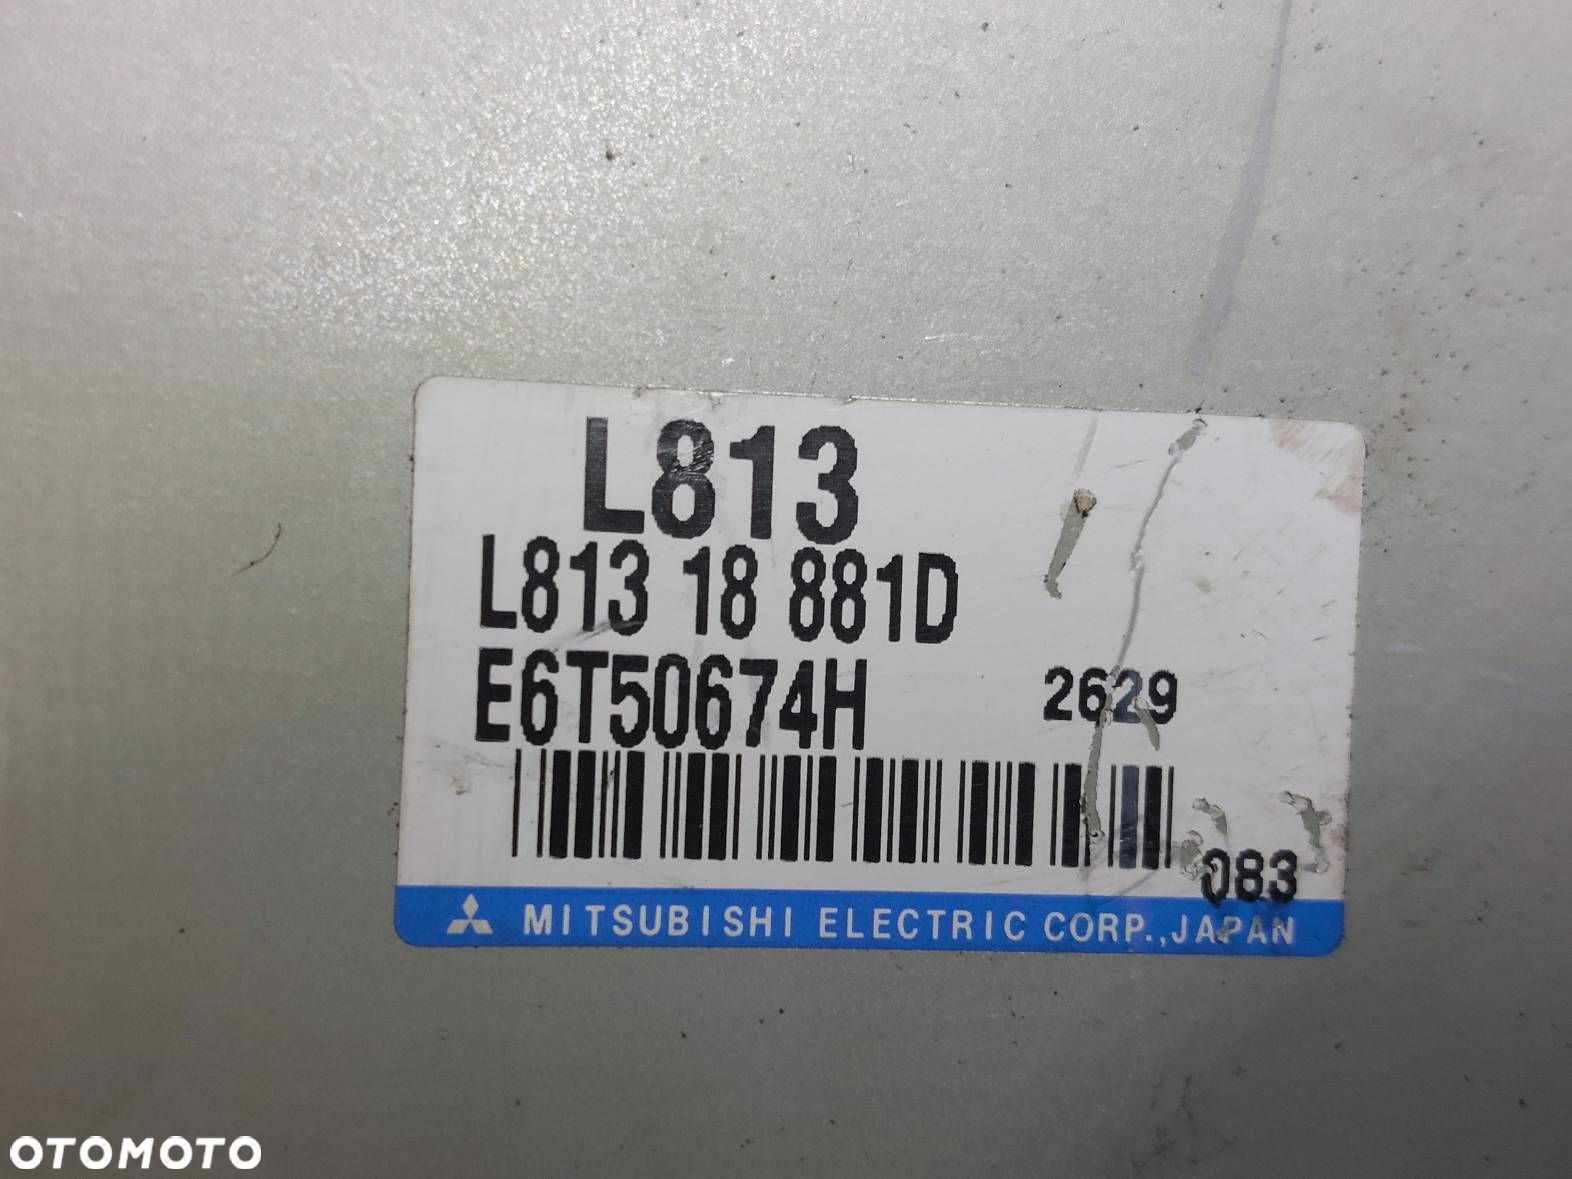 L813
L813 18 881D
E6T50674H 2629
083
MITSUBISHI ELECTRIC CORP.,JAPAN
OTOMOTO